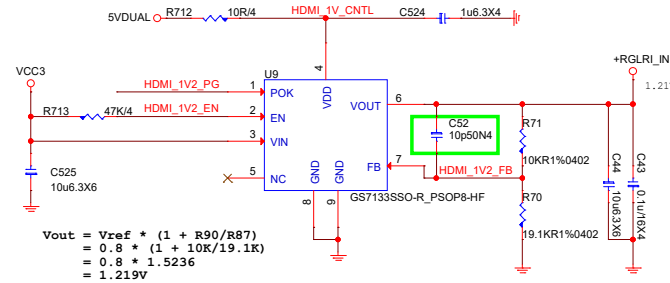 5VDUAL
R712
10R/4
HDMI_1V_CNTL
C524
1u6.3X4
VCC3
U9
+RGLRI_IN
1.21
4
VDD
HDMI_1V2_PG
1
POK
VOUT
6
R713
47K/4
HDMI_1V2_EN
2
EN
3
VIN
C52
10p50N4
R71
10KR1%0402
C525
10u6.3X6
5
NC
FB
7
HDMI_1V2_FB
GND
GND
8
9
GS7133SSO-R_PSOP8-HF
R70
19.1KR1%0402
C44
10u6.3X6
C43
0.1u/16X4
Vout = Vref * (1 + R90/R87)
= 0.8 * (1 + 10K/19.1K)
= 0.8 * 1.5236
= 1.219V